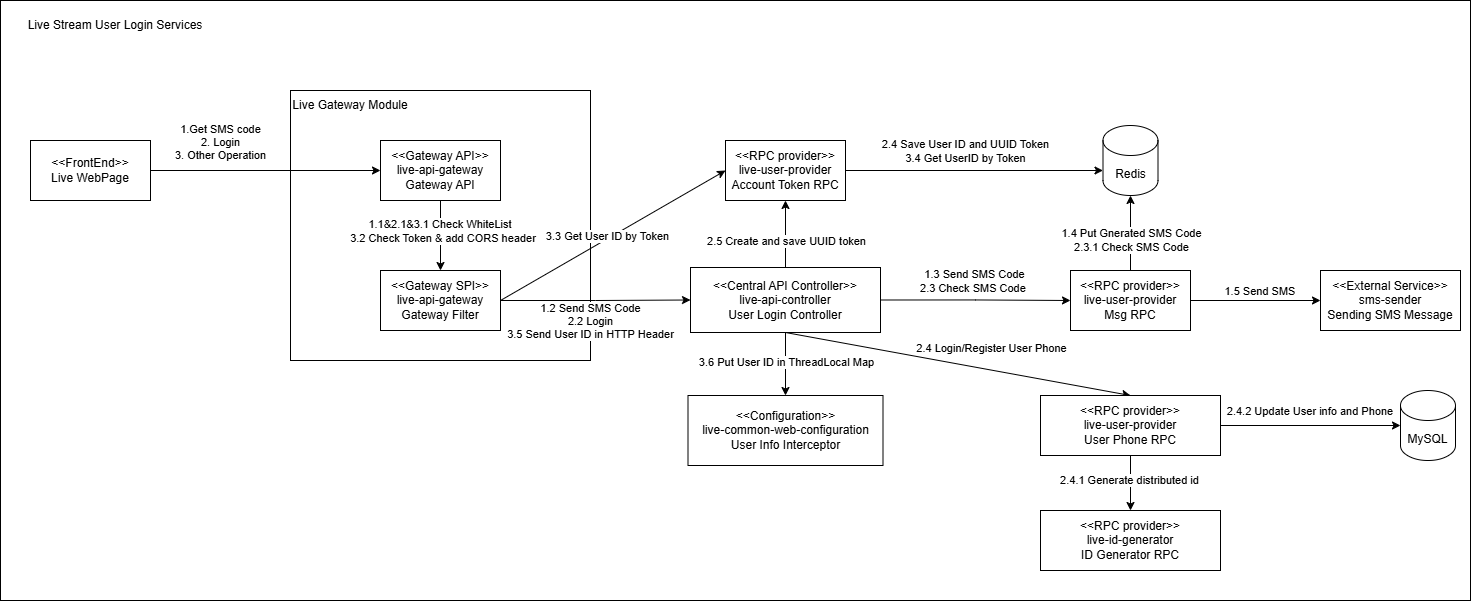 Live Stream User Login Services
Live Gateway Module
1.Get SMS code
2. Login
3. Other Operation
<<FrontEnd>>
Live WebPage
<<Gateway API>>
live-api-gateway
Gateway API
1.1&2.1&3.1 Check WhiteList
3.2 Check Token & add CORS header
<<Gateway SPI>>
live-api-gateway
Gateway Filter
3.3 Get User ID by Token
1.2 Send SMS Code
2.2 Login
3.5 Send User ID in HTTP Header
<<RPC provider>>
live-user-provider
Account Token RPC
2.4 Save User ID and UUID Token
3.4 Get UserID by Token
Redis
2.5 Create and save UUID token
<<Central API Controller>>
live-api-controller
User Login Controller
1.3 Send SMS Code
2.3 Check SMS Code
1.4 Put Gnerated SMS Code
2.3.1 Check SMS Code
<<RPC provider>>
live-user-provider
Msg RPC
1.5 Send SMS
<<External Service>>
sms-sender
Sending SMS Message
3.6 Put User ID in ThreadLocal Map
2.4 Login/Register User Phone
<<Configuration>>
live-common-web-configuration
User Info Interceptor
<<RPC provider>>
live-user-provider
User Phone RPC
2.4.2 Update User info and Phone
MySQL
2.4.1 Generate distributed id
<<RPC provider>>
live-id-generator
ID Generator RPC